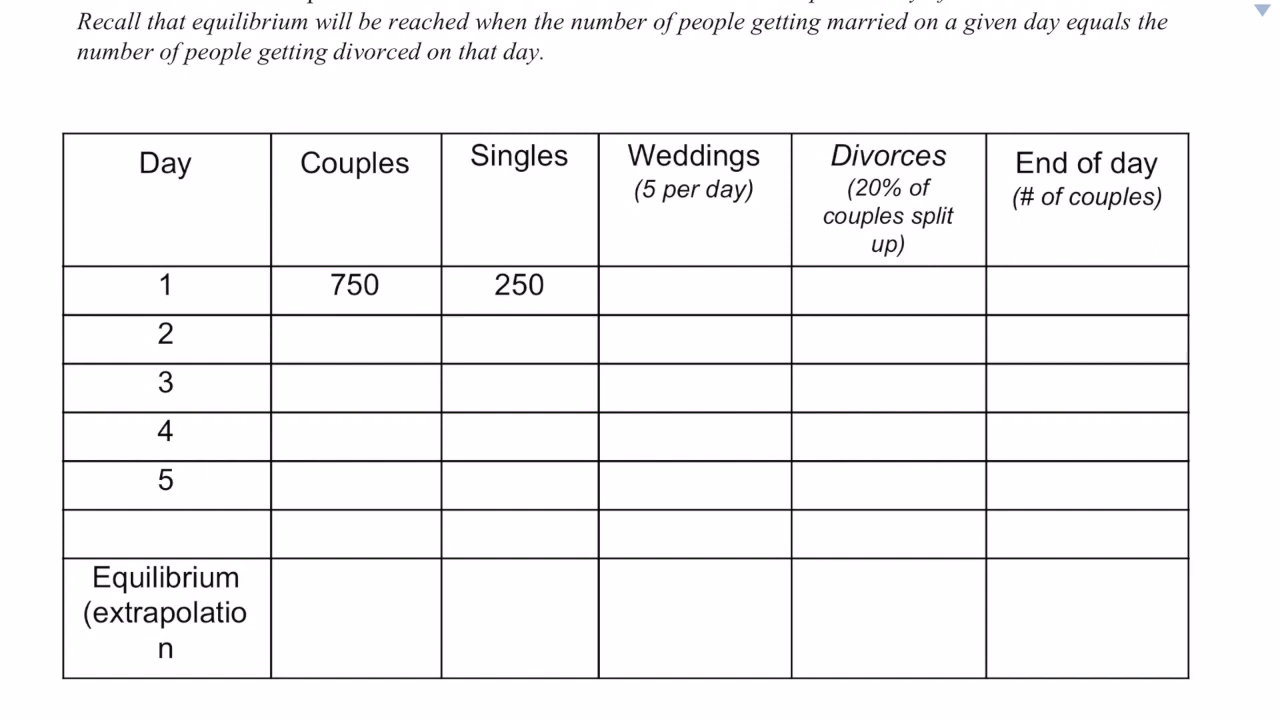 Recall that equilibrium will be reached when the number of people getting married on a given day equals the
number of people getting divorced on that day.
Day Couples Singles Weddings Divorces End of day
(5 per day) (20% of (# of couples)
couples split
up)
1 750 250
2
3
4
5
Equilibrium
(extrapolatio
n